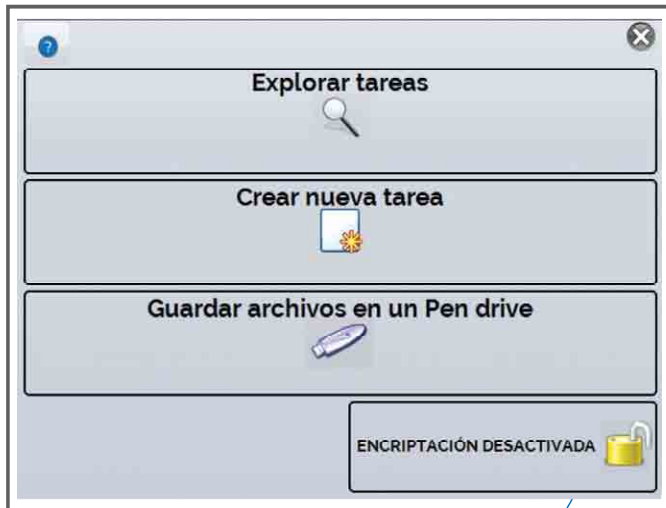 ?
Explorar tareas
Crear nueva tarea
Guardar archivos en un Pen drive
ENCRIPTACIÓN DESACTIVADA